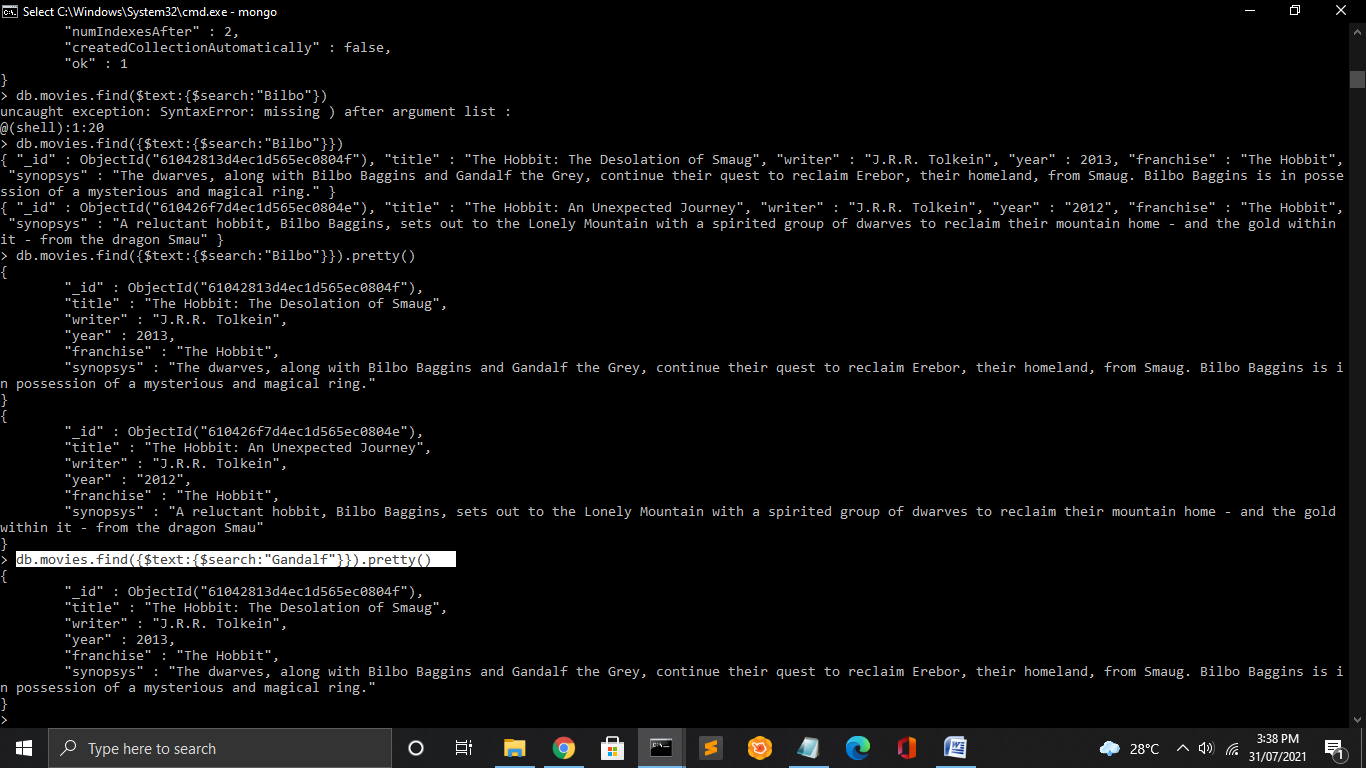 Select C:\Windows\System32\cmd.exe - mongo
"numIndexesAfter" : 2,
"createdCollectionAutomatically" : false,
"ok" : 1
}
> db.movies.find($text:{$search:"Bilbo"})
uncaught exception: SyntaxError: missing ) after argument list :
@(shell):1:20
> db.movies.find({$text:{$search:"Bilbo"}})
{ "_id" : ObjectId("61042813d4ec1d565ec0804f"), "title" : "The Hobbit: The Desolation of Smaug", "writer" : "J.R.R. Tolkein", "year" : 2013, "franchise" : "The Hobbit",
"synopsys" : "The dwarves, along with Bilbo Baggins and Gandalf the Grey, continue their quest to reclaim Erebor, their homeland, from Smaug. Bilbo Baggins is in posse
ssion of a mysterious and magical ring." }
{ "_id" : ObjectId("610426f7d4ec1d565ec0804e"), "title" : "The Hobbit: An Unexpected Journey", "writer" : "J.R.R. Tolkein", "year" : "2012", "franchise" : "The Hobbit",
"synopsys" : "A reluctant hobbit, Bilbo Baggins, sets out to the Lonely Mountain with a spirited group of dwarves to reclaim their mountain home - and the gold within
it - from the dragon Smau" }
> db.movies.find({$text:{$search:"Bilbo"}}).pretty()
{
"_id" : ObjectId("61042813d4ec1d565ec0804f"),
"title" : "The Hobbit: The Desolation of Smaug",
"writer" : "J.R.R. Tolkein",
"year" : 2013,
"franchise" : "The Hobbit",
"synopsys" : "The dwarves, along with Bilbo Baggins and Gandalf the Grey, continue their quest to reclaim Erebor, their homeland, from Smaug. Bilbo Baggins is i
n possession of a mysterious and magical ring."
}
{
"_id" : ObjectId("610426f7d4ec1d565ec0804e"),
"title" : "The Hobbit: An Unexpected Journey",
"writer" : "J.R.R. Tolkein",
"year" : "2012",
"franchise" : "The Hobbit",
"synopsys" : "A reluctant hobbit, Bilbo Baggins, sets out to the Lonely Mountain with a spirited group of dwarves to reclaim their mountain home - and the gold
within it - from the dragon Smau"
}
> db.movies.find({$text:{$search:"Gandalf"}}).pretty()
{
"_id" : ObjectId("61042813d4ec1d565ec0804f"),
"title" : "The Hobbit: The Desolation of Smaug",
"writer" : "J.R.R. Tolkein",
"year" : 2013,
"franchise" : "The Hobbit",
"synopsys" : "The dwarves, along with Bilbo Baggins and Gandalf the Grey, continue their quest to reclaim Erebor, their homeland, from Smaug. Bilbo Baggins is i
n possession of a mysterious and magical ring."
}
>
Type here to search
28°C
3:38 PM
31/07/2021
1